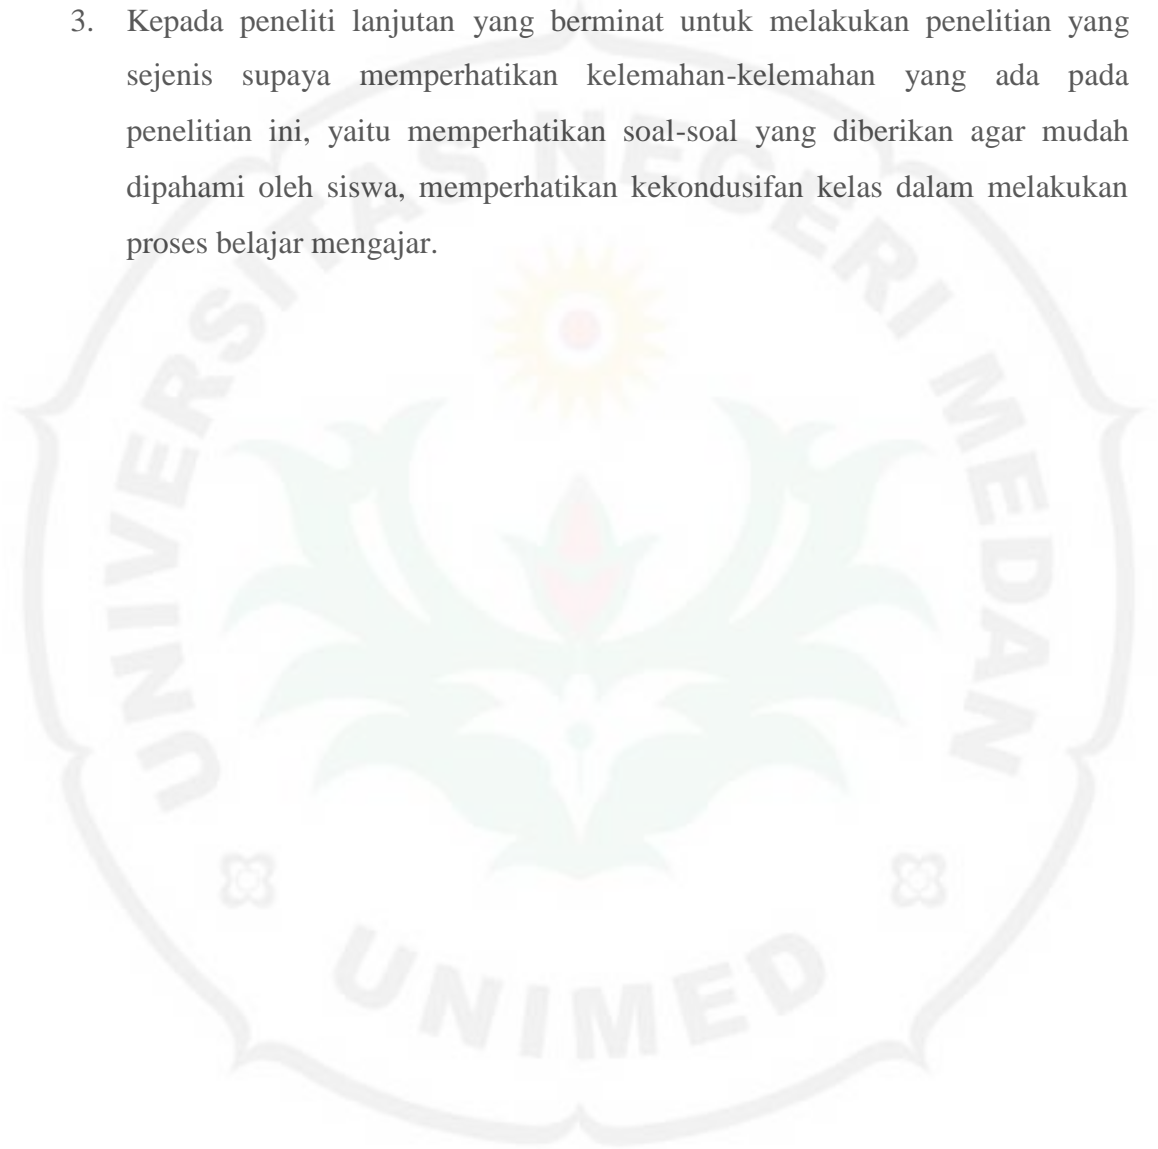 3. Kepada peneliti lanjutan yang berminat untuk melakukan penelitian yang
sejenis supaya memperhatikan kelemahan-kelemahan yang ada pada
penelitian ini, yaitu memperhatikan soal-soal yang diberikan agar mudah
dipahami oleh siswa, memperhatikan kekondusifan kelas dalam melakukan
proses belajar mengajar.
UNIVERSITAS NEGERI MEDAN
UNIMED